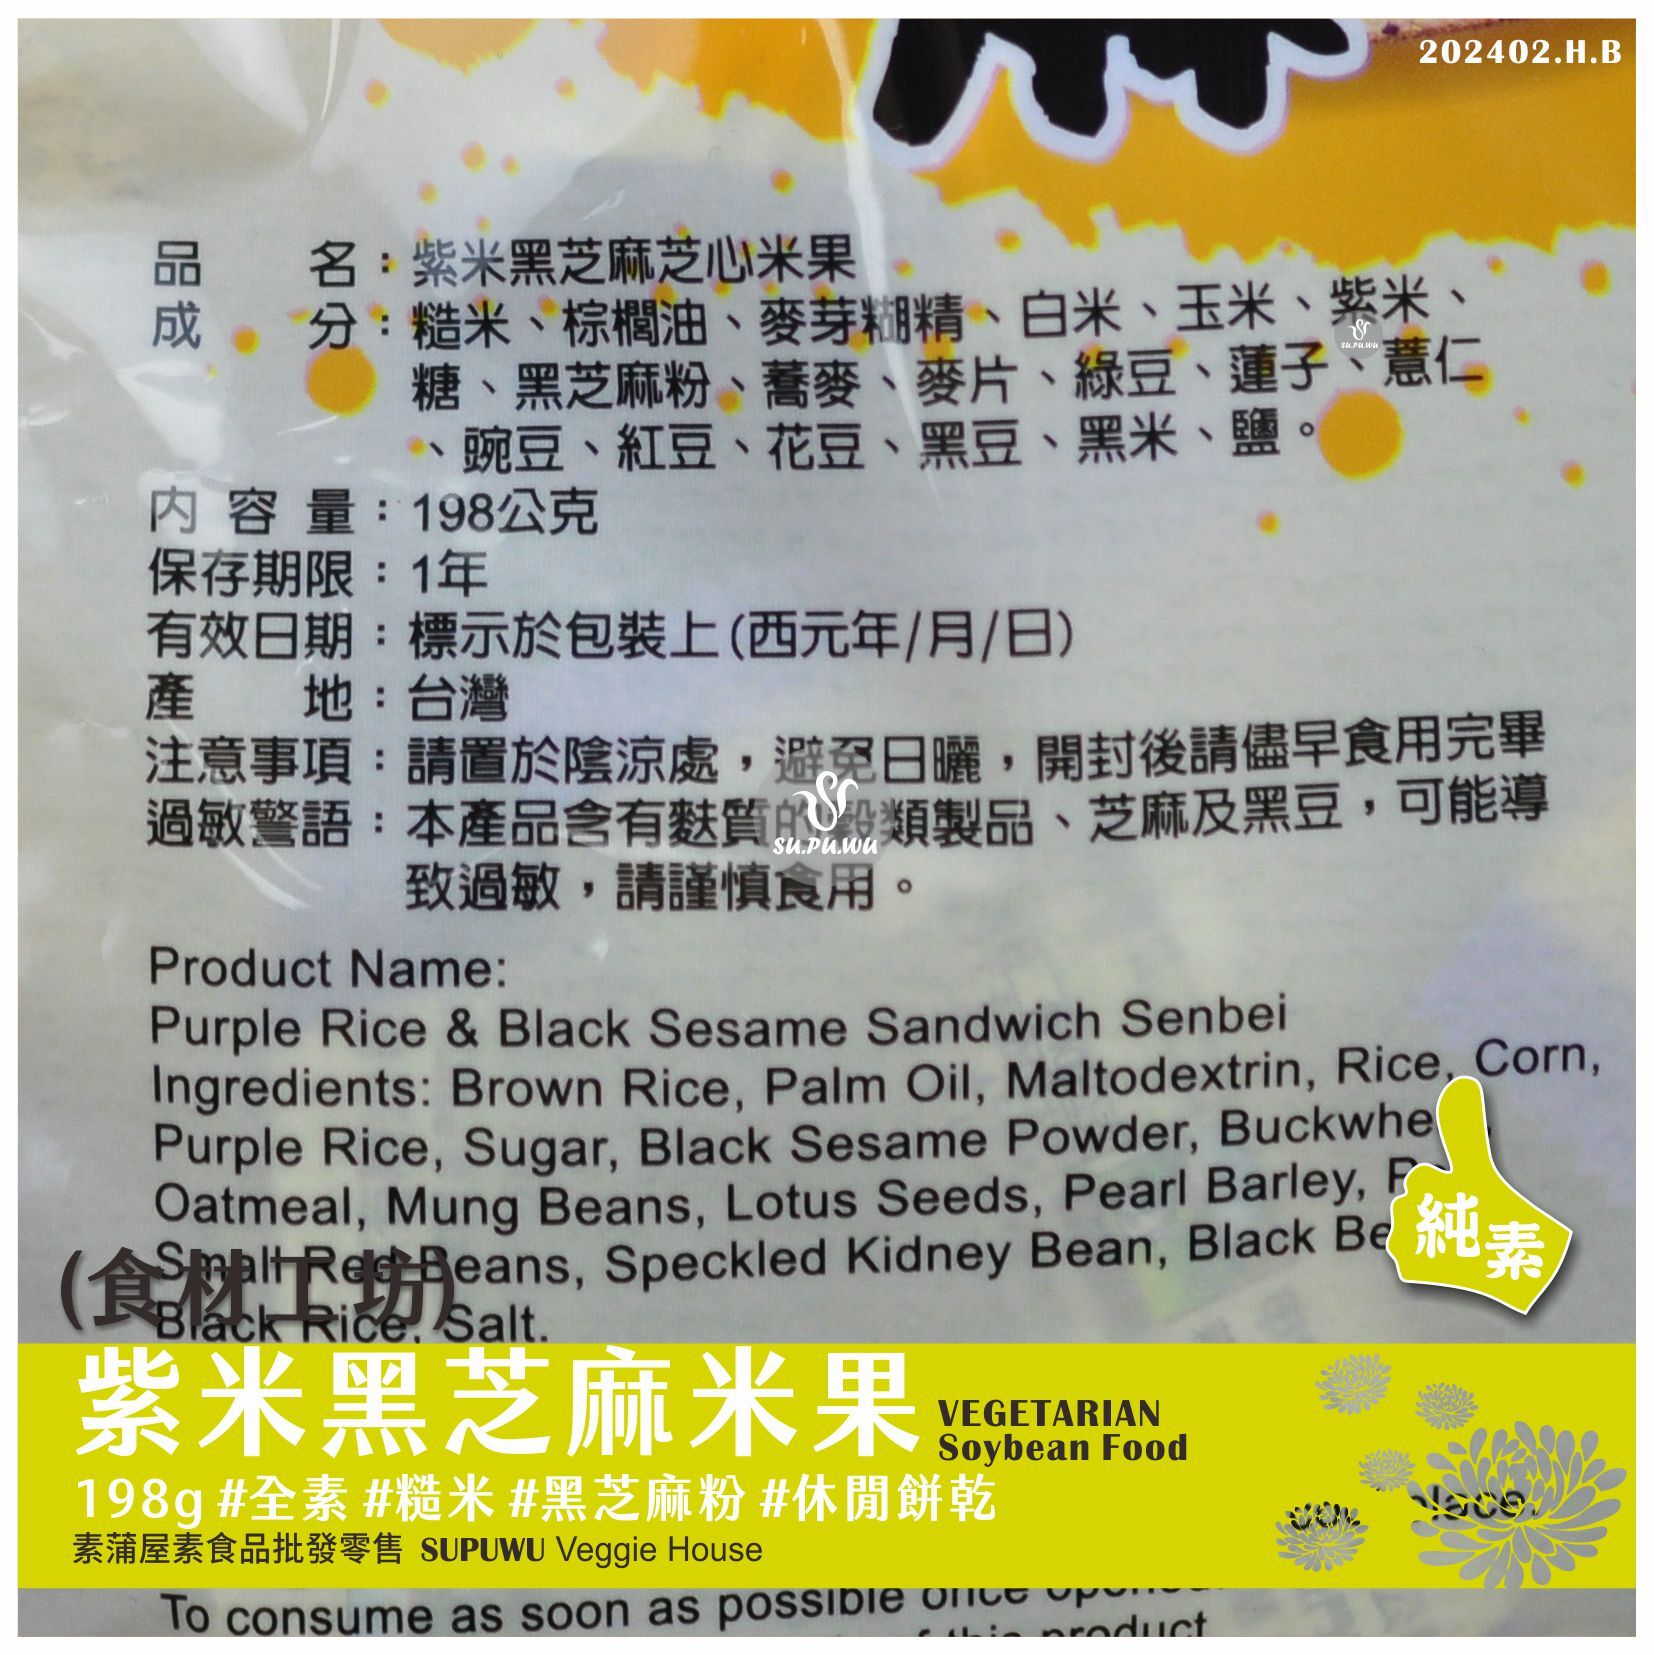 202402.H.B
品名：紫米黑芝麻芝心米果
成分：糙米、棕櫚油、麥芽糊精、白米、玉米、紫米、
糖、黑芝麻粉、蕎麥、麥片、綠豆、蓮子、薏仁
、豌豆、紅豆、花豆、黑豆、黑米、鹽。
su.pu.wu
內容量：198公克
保存期限：1年
有效日期：標示於包裝上(西元年/月/日)
產地：台灣
注意事項：請置於陰涼處，避免日曬，開封後請儘早食用完畢
過敏警語：本產品含有麩質的穀類製品、芝麻及黑豆，可能導
致過敏，請謹慎食用。
su.pu.wu
Product Name:
Purple Rice & Black Sesame Sandwich Senbei
Ingredients: Brown Rice, Palm Oil, Maltodextrin, Rice, Corn,
Purple Rice, Sugar, Black Sesame Powder,
Oatmeal, Mung Beans, Lotus Seeds, Pearl Barley,
Small Red Beans, Speckled Kidney Bean, Black
Black Rice, Salt.
純素
(食材工坊)
紫米黑芝麻米果
VEGETARIAN
Soybean Food
198g #全素 #糙米 #黑芝麻粉 #休閒餅乾
素蒲屋素食品批發零售 SUPUWU Veggie House
place.
To consume as soon as possible once
product